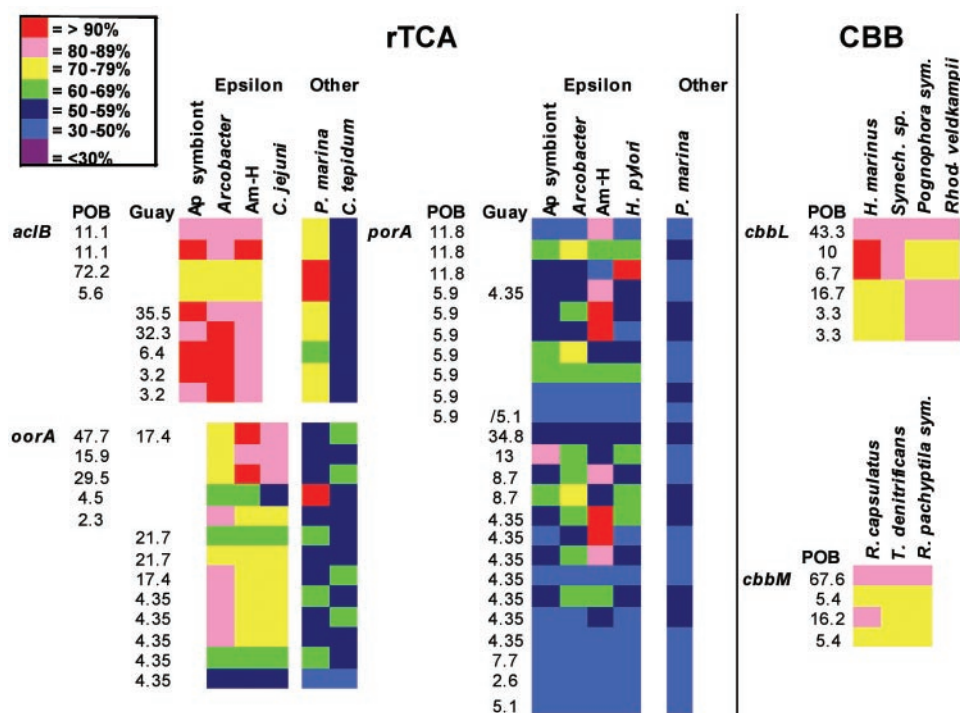 = > 90%
= 80-89%
= 70-79%
= 60-69%
= 50-59%
= 30-50%
= <30%
rTCA
CBB
Epsilon
Other
Ap symbiont
Arcobacter
Am-H
C. jejuni
P. marina
C. tepidum
POB
Guay
aclB
11.1
11.1
72.2
5.6
35.5
32.3
6.4
3.2
3.2
oorA
47.7 17.4
15.9
29.5
4.5
2.3
21.7
21.7
17.4
4.35
4.35
4.35
4.35
4.35
Epsilon
Other
Ap symbiont
Arcobacter
Am-H
H. pylori
P. marina
POB
Guay
porA
11.8
11.8
11.8
5.9 4.35
5.9
5.9
5.9
5.9
5.9
5.9 /5.1
34.8
13
8.7
8.7
4.35
4.35
4.35
4.35
4.35
4.35
4.35
7.7
2.6
5.1
H. marinus
Synech. sp.
Pognophora sym.
Rhod. veldkampii
POB
cbbL
43.3
10
6.7
16.7
3.3
3.3
R. capsulatus
T. denitrificans
R. pachyptila sym.
POB
cbbM
67.6
5.4
16.2
5.4